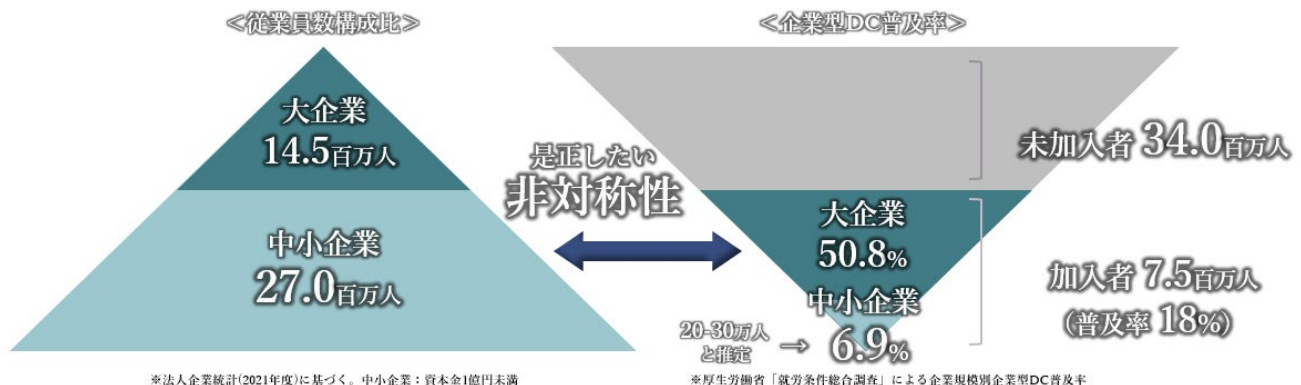 ＜従業員数構成比＞
大企業
14.5百万人
中小企業
27.0百万人
※法人企業統計(2021年度)に基づく。中小企業：資本金1億円未満
是正したい
非対称性
＜企業型DC普及率＞
未加入者 34.0百万人
大企業
50.8%
中小企業
20-30万人
と推定
→ 6.9%
加入者 7.5百万人
(普及率 18%)
※厚生労働省「就労条件総合調査」による企業規模別企業型DC普及率